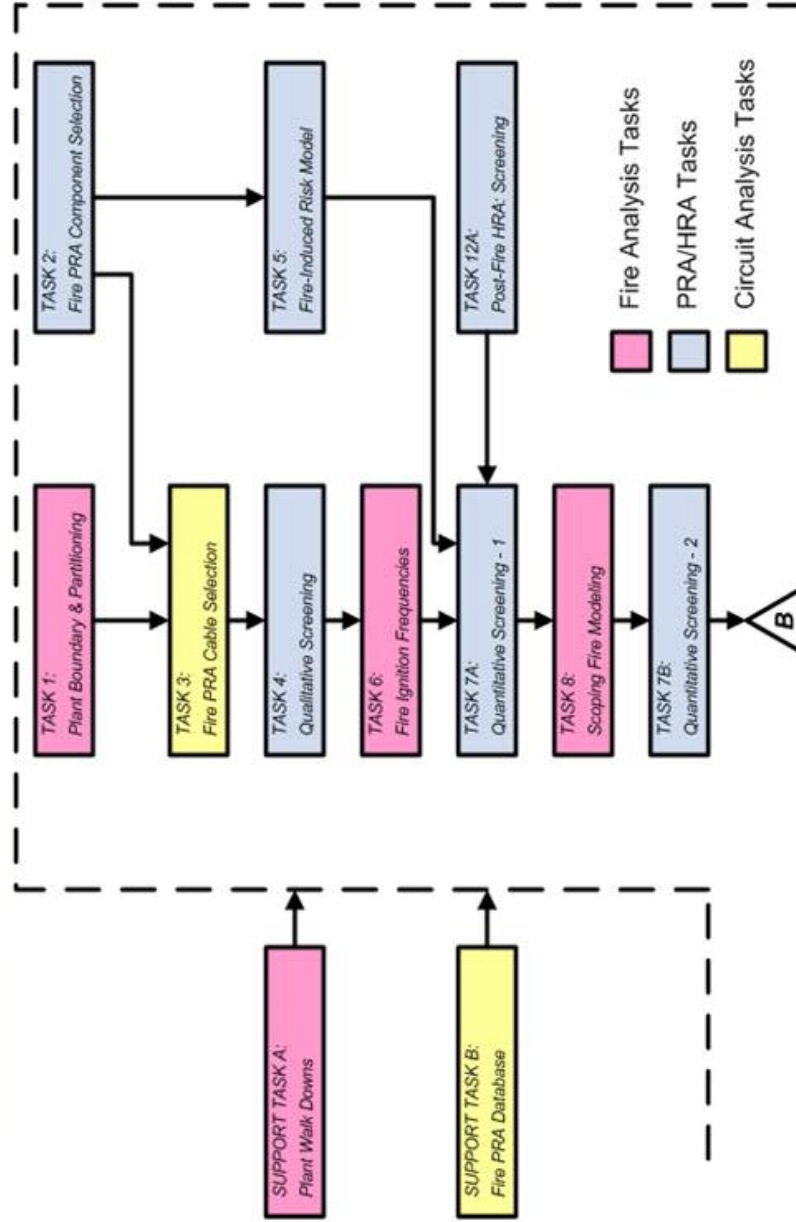 TASK 1:
Plant Boundary & Partitioning
TASK 2:
Fire PRA Component Selection
TASK 3:
Fire PRA Cable Selection
SUPPORT TASK A:
Plant Walk Downs
TASK 4:
Qualitative Screening
TASK 5:
Fire-Induced Risk Model
TASK 6:
Fire Ignition Frequencies
SUPPORT TASK B:
Fire PRA Database
TASK 7A:
Quantitative Screening - 1
TASK 12A:
Post-Fire HRA: Screening
TASK 8:
Scoping Fire Modeling
TASK 7B:
Quantitative Screening - 2
B
Fire Analysis Tasks
PRA/HRA Tasks
Circuit Analysis Tasks